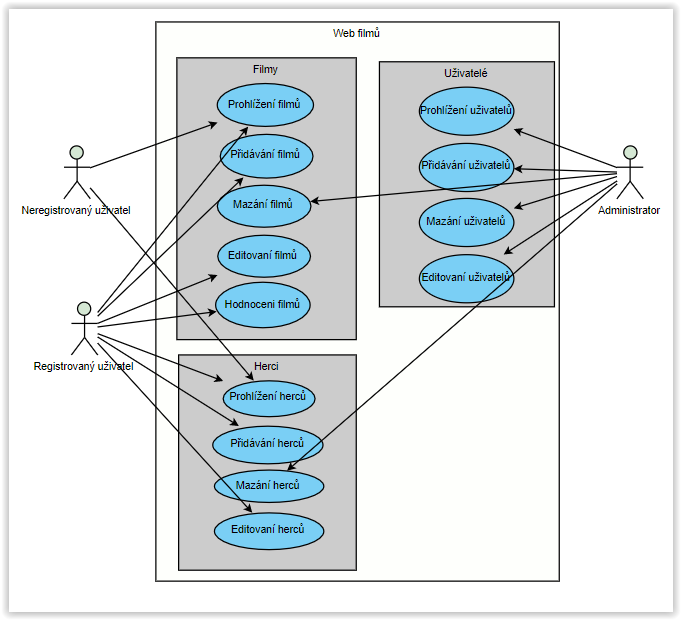 Web filmů
Filmy
Prohlížení filmů
Přidávání filmů
Mazání filmů
Editovaní filmů
Hodnoceni filmů
Uživatelé
Prohlížení uživatelů
Přidávání uživatelů
Mazání uživatelů
Editovaní uživatelů
Neregistrovaný uživatel
Administrator
Registrovaný uživatel
Herci
Prohlížení herců
Přidávání herců
Mazání herců
Editovaní herců